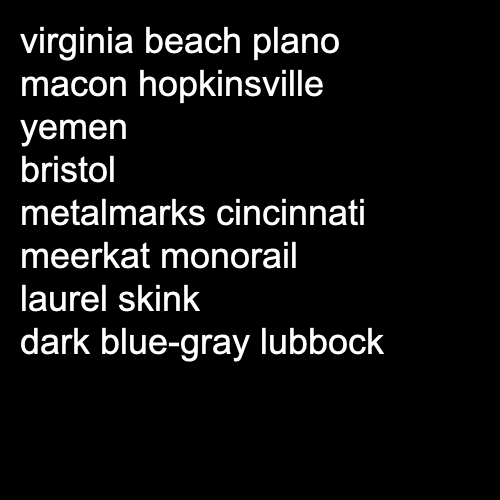 virginia beach plano
macon hopkinsville
yemen
bristol
metalmarks cincinnati
meerkat monorail
laurel skink
dark blue-gray lubbock